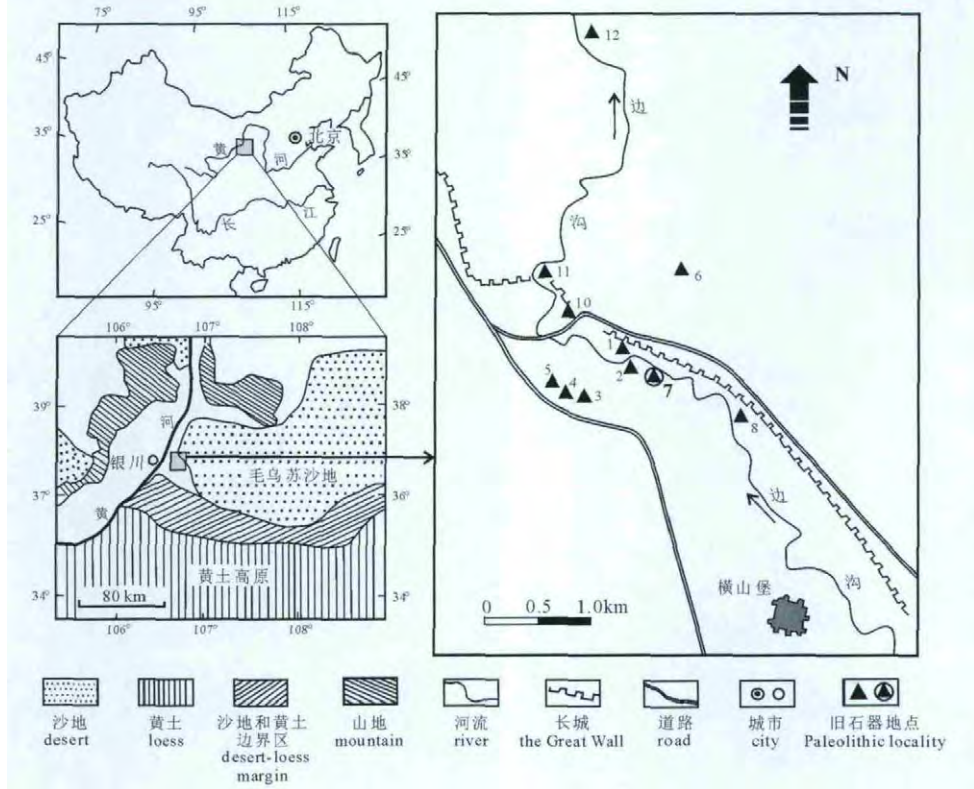 75° 115°
45° 45°
35° 35°
25° 25°
95° 115°
北京
黄 河
长 江
106° 107° 108°
39° 38°
37° 36°
34° 34°
106° 107° 108°
河
银川
毛乌苏沙地
黄
黄土高原
80 km
N
12
边
沟
11
6
10
1
2
7
5
4
3
8
边
沟
横山堡
0 0.5 1.0km
沙地
desert
黄土
loess
沙地和黄土
边界区
desert-loess
margin
山地
mountain
河流
river
长城
the Great Wall
道路
road
城市
city
旧石器地点
Paleolithic locality